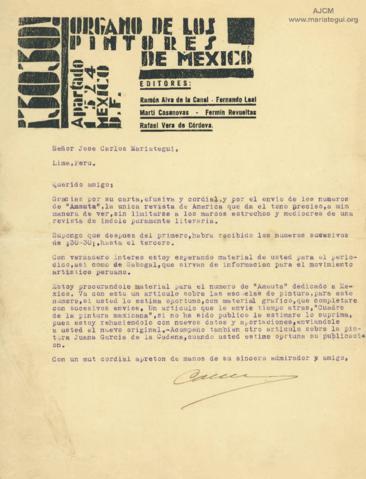 AJCM
www.mariategui.org
¡30-30!
ORGANO DE LOS
PINTORES
DE MEXICO
Apartado
1524
MEXICO
D.F.
EDITORES:
Ramón Alva de la Canal - Fernando Leal
Martí Casanovas - Fermín Revueltas
Rafael Vera de Córdova.
Señor Jose Carlos Mariategui,
Lima, Peru.
Querido amigo;
Gracias por su carta, efusiva y cordial, y por el envio de los numeros
de "Amauta", la unica revista de America que da el tono preciso, a mim
manera de ver, sin limitarse a los marcos estrechos y mediocres de una
revista de indole puramente literaria.
Supongo que despues del primero, habra recibido los numeros sucesivos
de ¡30-30!, hasta el tercero.
Con verdadero interes estoy esperando material de usted para el perio-
dico, asi como de Sabogal, que sirvan de informacion para el movimiento
artistico peruano.
Estoy procurandole material para el numero de "Amauta" dedicado a Me-
xico. Va con esta un articulo sobre las escuelas de pintura, para este
numero, si usted lo estima oportuno, con material grafico, que completare
con sucesivos envios. Un articulo que le envie tiempo atras, "Cuadro
de la pintura mexicana", si no ha sido publico le estimare lo suprima,
pues estoy rehaciendolo con nuevos datos y aportaciones, enviandole
a usted el nuevo original.- Acompaño tambien otro articulo sobre la pin-
tora Juana Garcia de la Cadena, cuando usted estime oprtuna su publicaci
on.
Con un mut cordial apreton de manos de su sincero admirador y amigo,